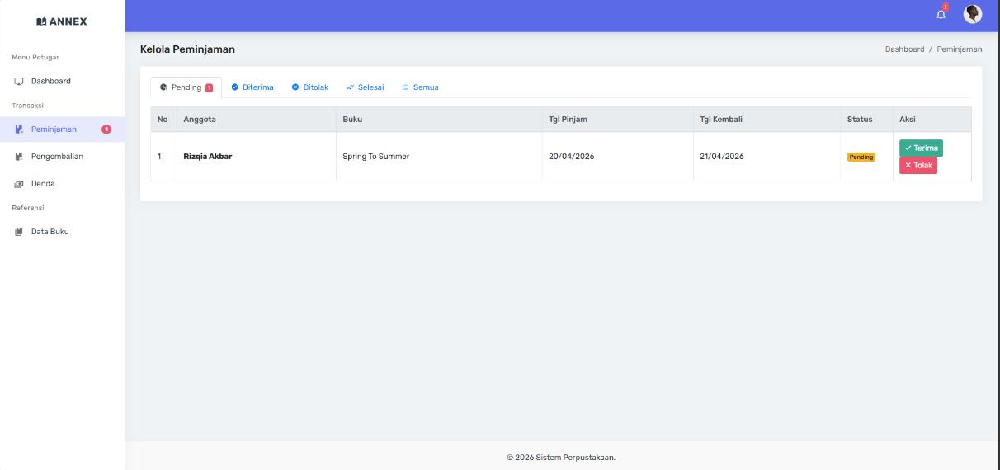 ANNEX
1
Menu Petugas
Dashboard
Transaksi
Peminjaman 1
Pengembalian
Denda
Referensi
Data Buku
Kelola Peminjaman
Dashboard / Peminjaman
Pending 1 Diterima Ditolak Selesai Semua
No Anggota Buku Tgl Pinjam Tgl Kembali Status Aksi
1 Rizqia Akbar Spring To Summer 20/04/2026 21/04/2026 Pending Terima
Tolak
© 2026 Sistem Perpustakaan.